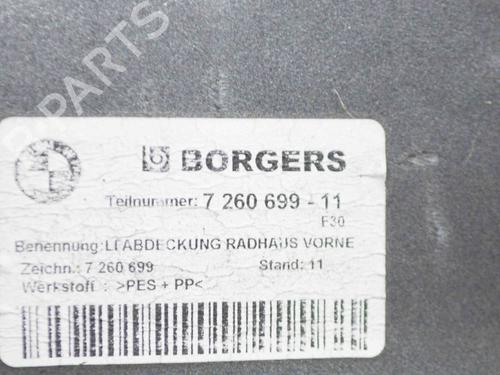 B-PARTS
BORGERS
Teilnummer: 7 260 699 - 11
F30
Benennung: LI ABDECKUNG RADHAUS VORNE
Zeichn.: 7 260 699 Stand: 11
Werkstoff : >PES + PP<